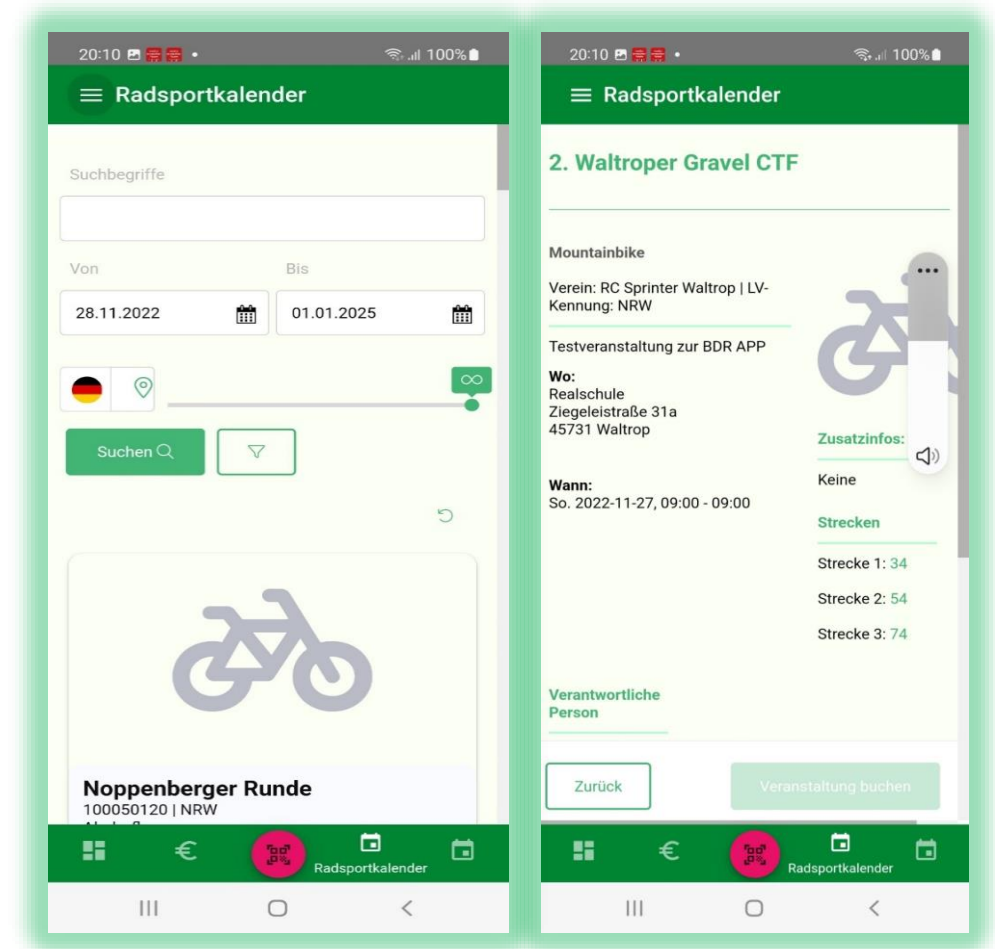 20:10 100%
Radsportkalender
Suchbegriffe
Von Bis
28.11.2022 01.01.2025
∞
Suchen
Noppenberger Runde
100050120 | NRW
€
Radsportkalender
20:10 100%
Radsportkalender
2. Waltroper Gravel CTF
Mountainbike
Verein: RC Sprinter Waltrop | LV-
Kennung: NRW
Testveranstaltung zur BDR APP
Wo:
Realschule
Ziegeleistraße 31a
45731 Waltrop
Wann:
So. 2022-11-27, 09:00 - 09:00
Zusatzinfos:
Keine
Strecken
Strecke 1: 34
Strecke 2: 54
Strecke 3: 74
Verantwortliche
Person
Zurück Veranstaltung buchen
€
Radsportkalender